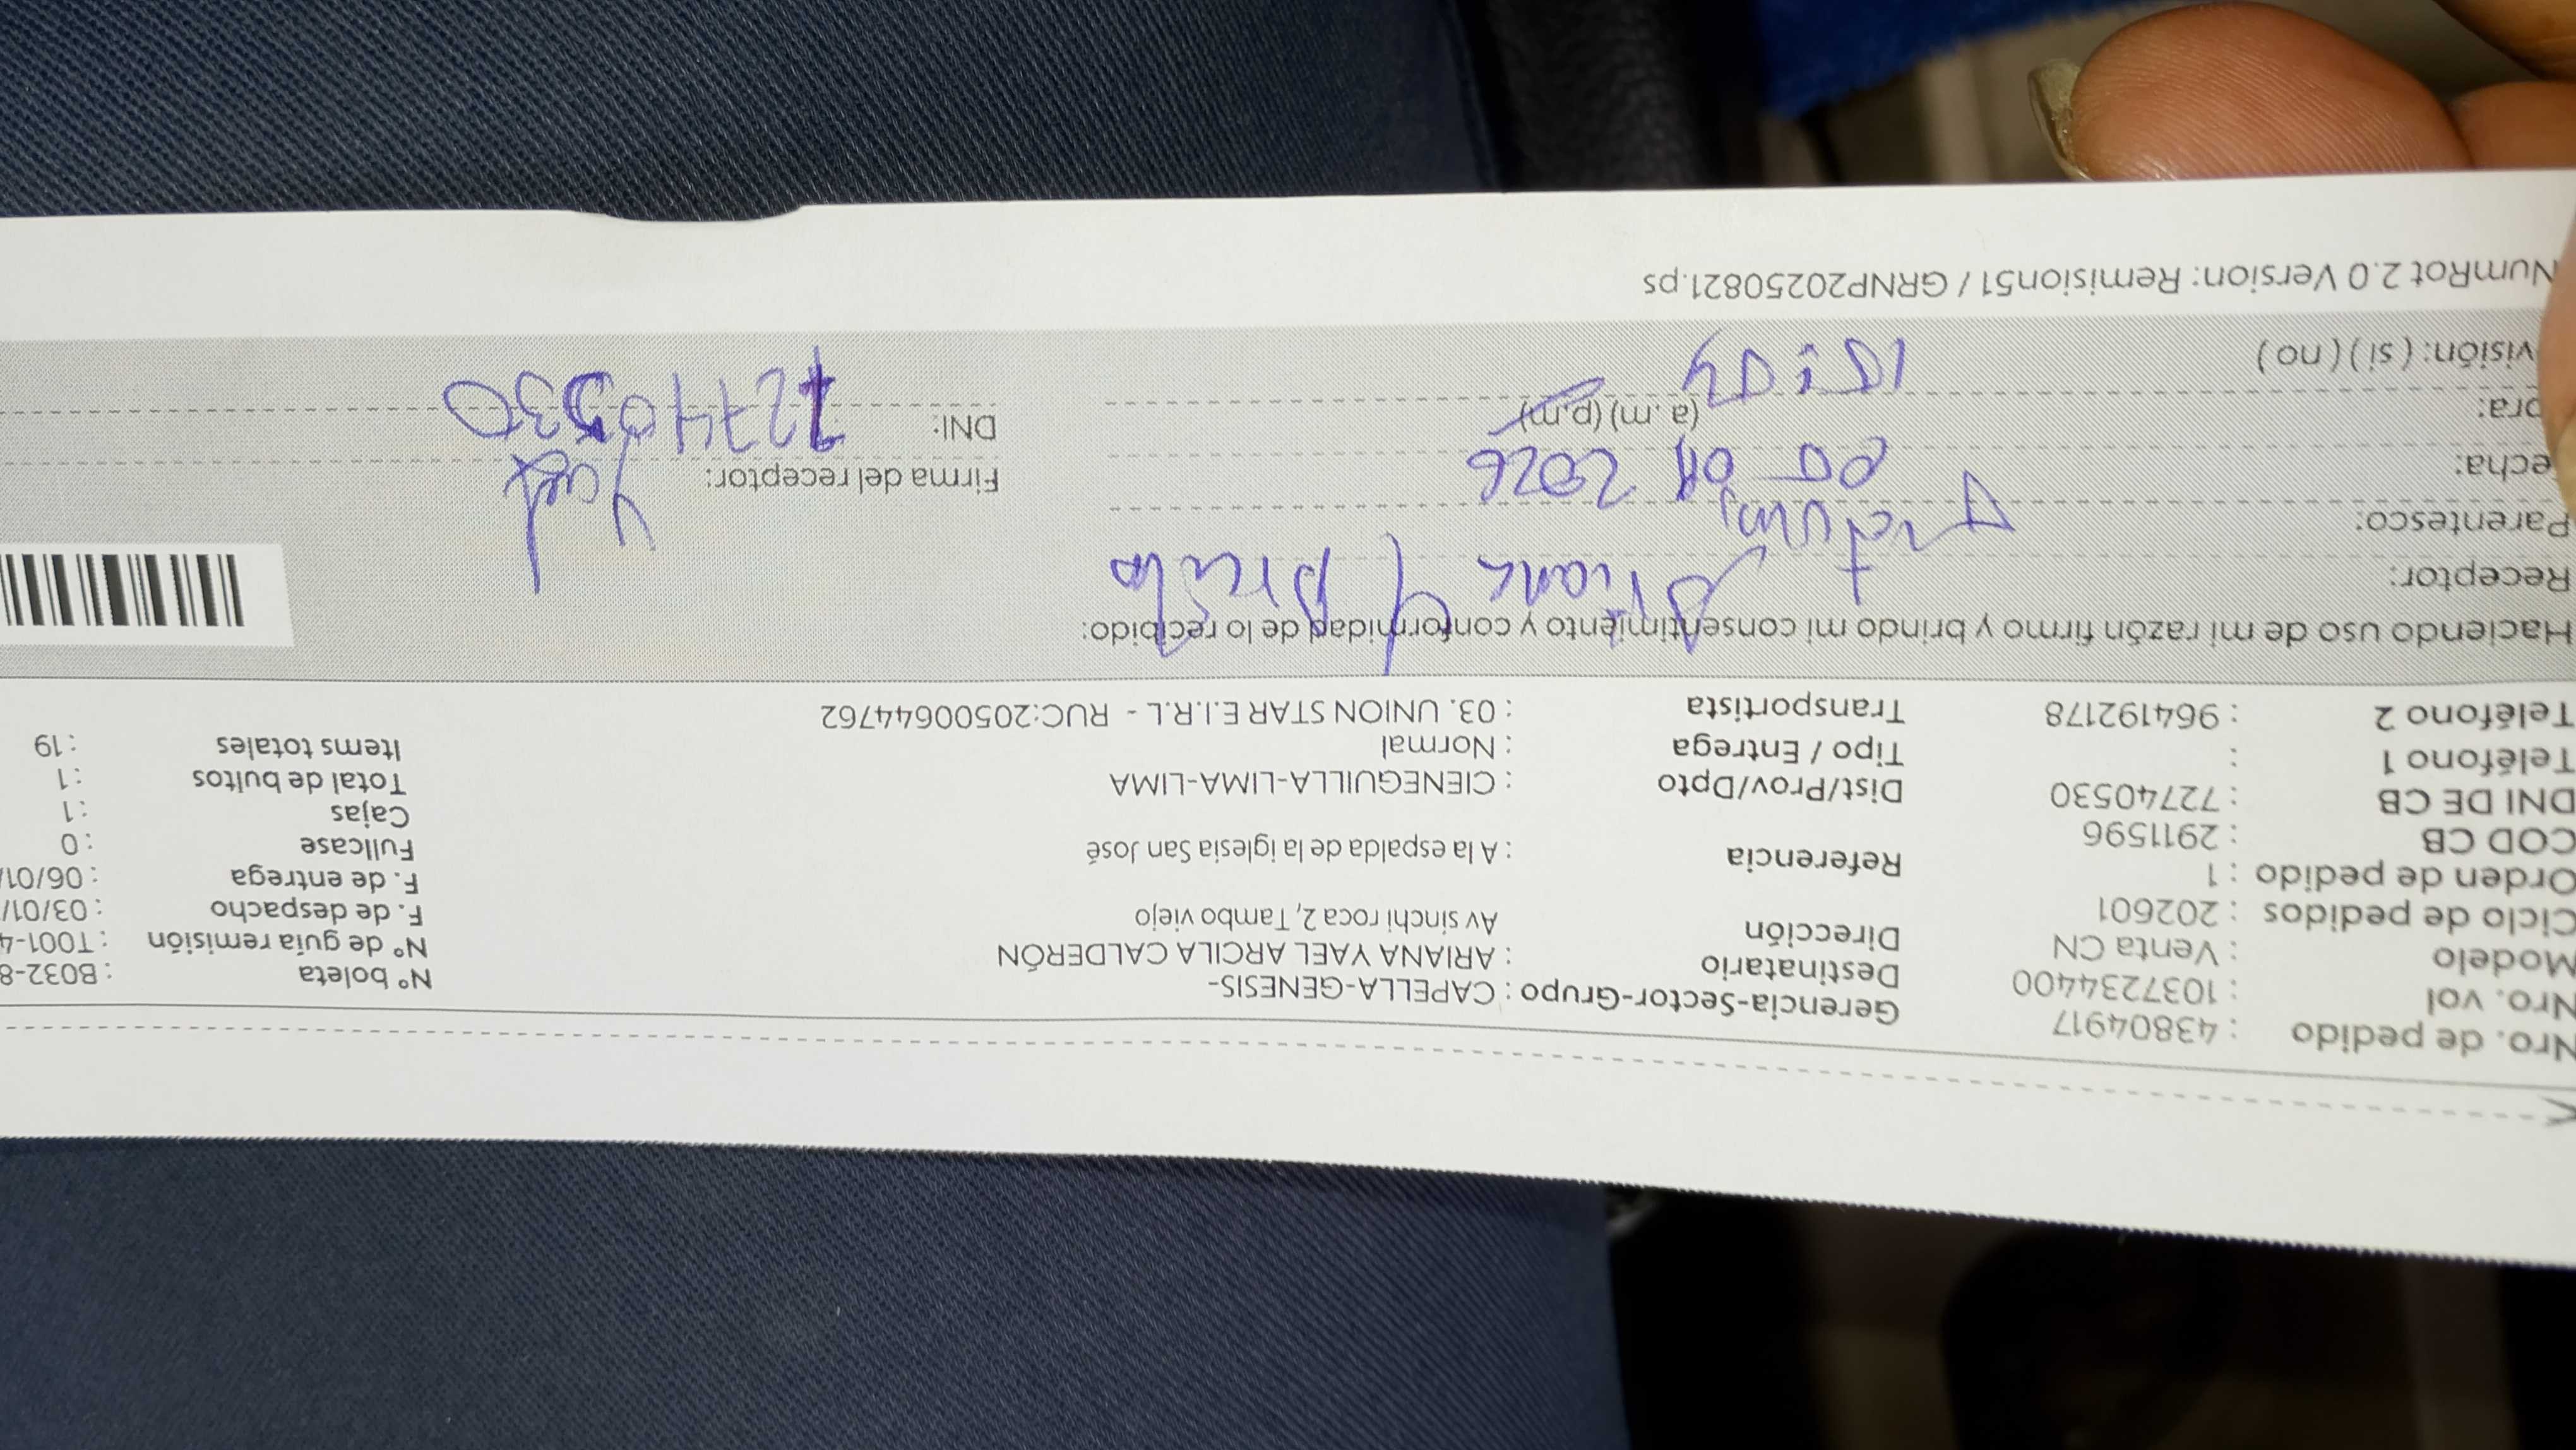 Nro. de pedido : 43804917 Gerencia-Sector-Grupo : CAPELLA-GENESIS- Nº boleta : B032-8
Nro. vol : 1037234400 Destinatario : ARIANA YAEL ARCILA CALDERÓN Nº de guía remisión : T001-4
Modelo : Venta CN Dirección Av sinchi roca 2, Tambo viejo F. de despacho : 03/01/
Ciclo de pedidos : 202601 F. de entrega : 06/01/
Orden de pedido : 1 Referencia : A la espalda de la iglesia San José Fullcase : 0
COD CB : 2911596 Cajas : 1
DNI DE CB : 72740530 Dist/Prov/Dpto : CIENEGUILLA-LIMA-LIMA Total de bultos : 1
Teléfono 1 : Tipo / Entrega : Normal Items totales : 19
Teléfono 2 : 964192178 Transportista : 03. UNION STAR E.I.R.L - RUC:20500644762
Haciendo uso de mi razón firmo y brindo mi consentimiento y conformidad de lo recibido:
Receptor: Ariana
Parentesco:
echa: 2026 Firma del receptor: Yael
ora: (a.m) (p.m) DNI: 72740530
visión: ( si ) ( no )
NumRot 2.0 Version: Remision51 / GRNP20250821.ps